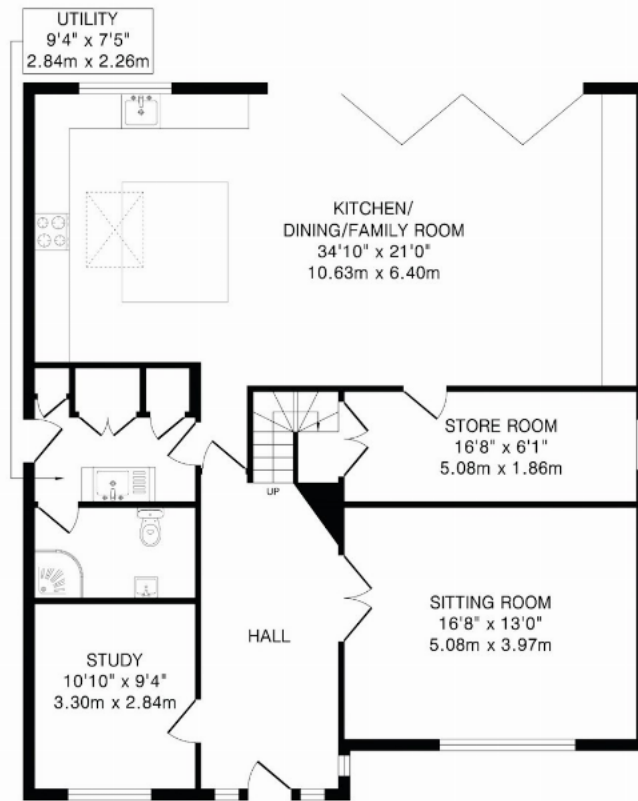 UTILITY
9'4" x 7'5"
2.84m x 2.26m
KITCHEN/
DINING/FAMILY ROOM
34'10" x 21'0"
10.63m x 6.40m
STORE ROOM
16'8" x 6'1"
5.08m x 1.86m
UP
SITTING ROOM
16'8" x 13'0"
5.08m x 3.97m
HALL
STUDY
10'10" x 9'4"
3.30m x 2.84m